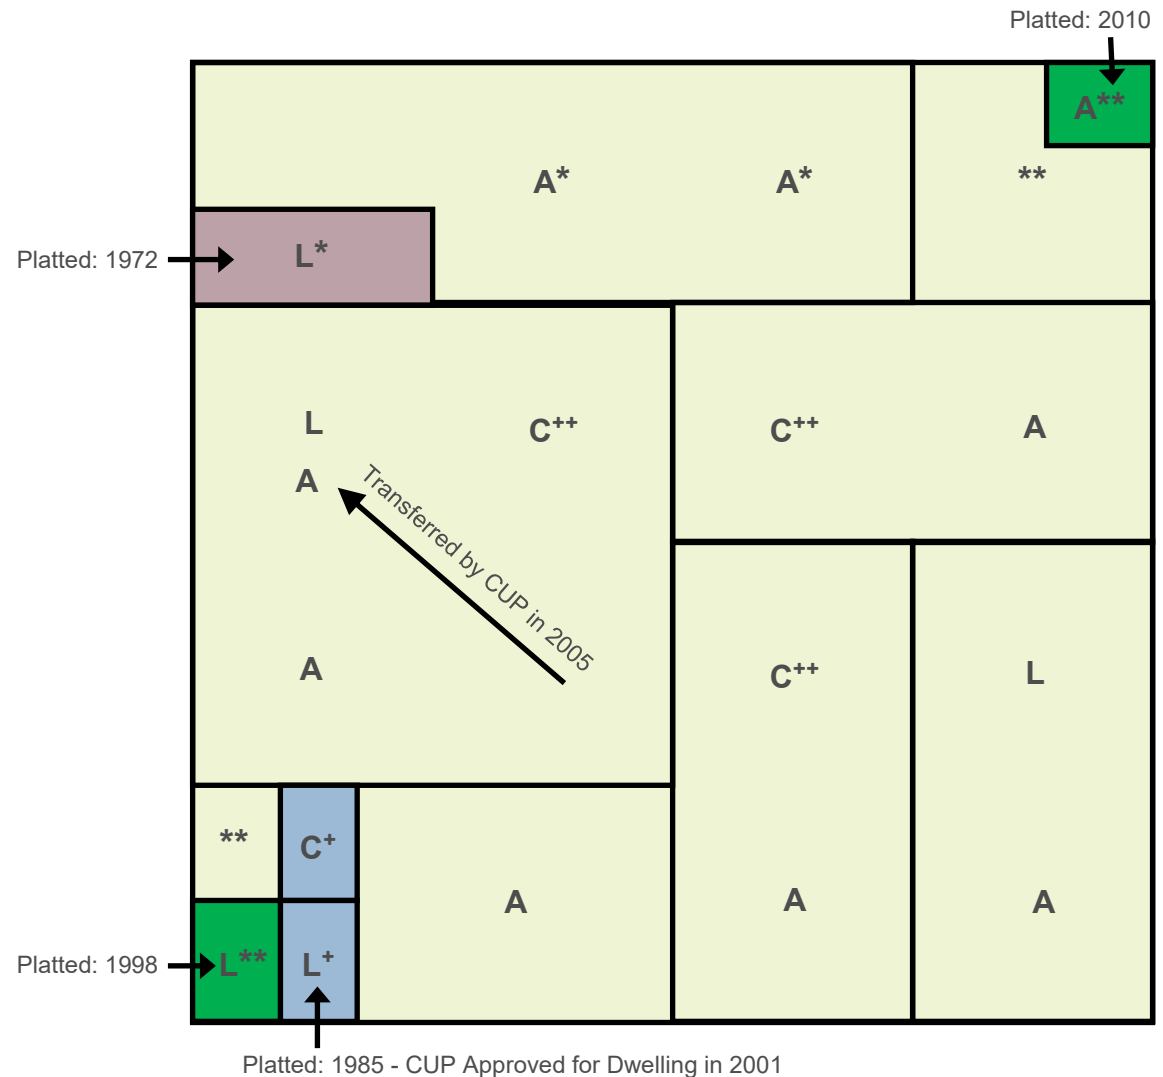 Platted: 2010
A**
A* A* **
Platted: 1972
L*
L
C++
C++
A
A
Transferred by CUP in 2005
A
C++
L
**
C+
A
A
A
Platted: 1998
L**
L+
Platted: 1985 - CUP Approved for Dwelling in 2001